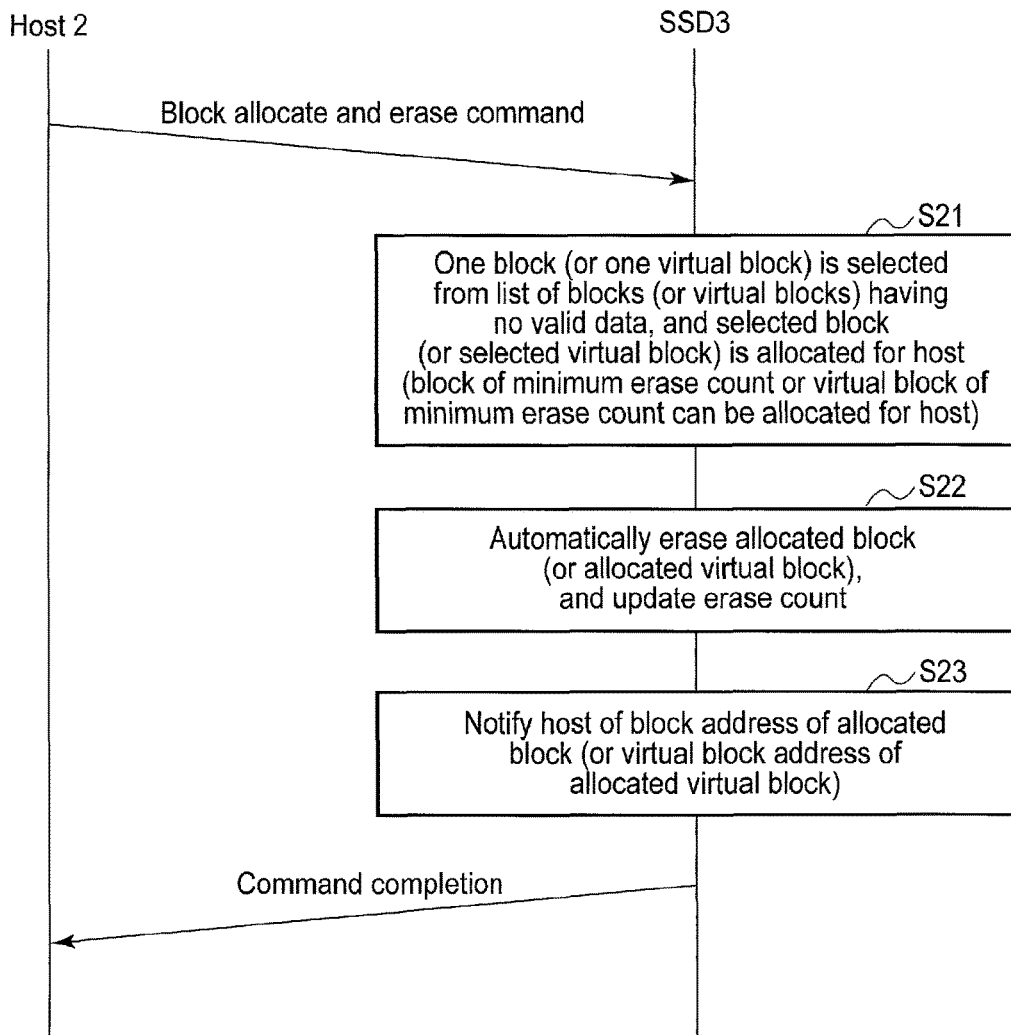 Host 2
SSD3
Block allocate and erase command
S21
One block (or one virtual block) is selected
from list of blocks (or virtual blocks) having
no valid data, and selected block
(or selected virtual block) is allocated for host
(block of minimum erase count or virtual block of
minimum erase count can be allocated for host)
S22
Automatically erase allocated block
(or allocated virtual block),
and update erase count
S23
Notify host of block address of allocated
block (or virtual block address of
allocated virtual block)
Command completion